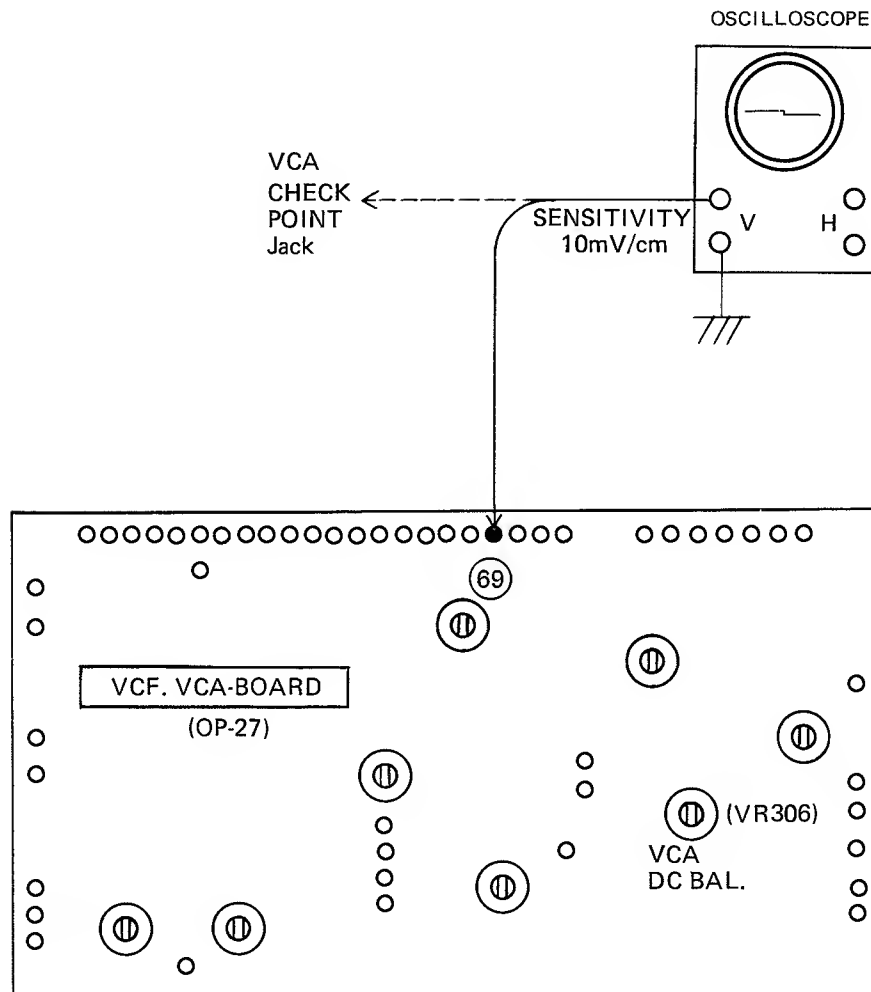 OSCILLOSCOPE
VCA
CHECK
POINT
Jack
SENSITIVITY
10mV/cm
V
H
69
VCF. VCA-BOARD
(OP-27)
(VR306)
VCA
DC BAL.